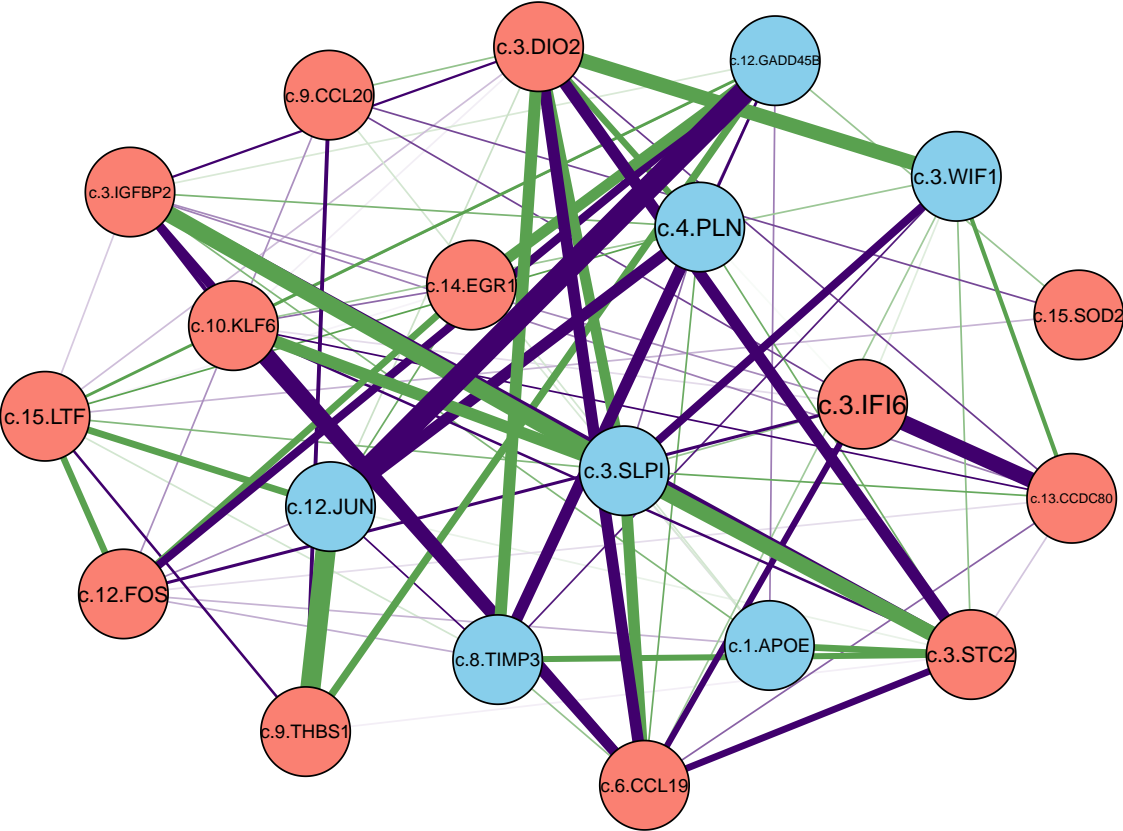 c.3.DIO2
c.12.GADD45B
c.9.CCL20
c.3.WIF1
c.3.IGFBP2
c.4.PLN
c.14.EGR1
c.15.SOD2
c.10.KLF6
c.3.IFI6
c.15.LTF
c.3.SLPI
c.13.CCDC80
c.12.JUN
c.12.FOS
c.1.APOE
c.3.STC2
c.8.TIMP3
c.9.THBS1
c.6.CCL19